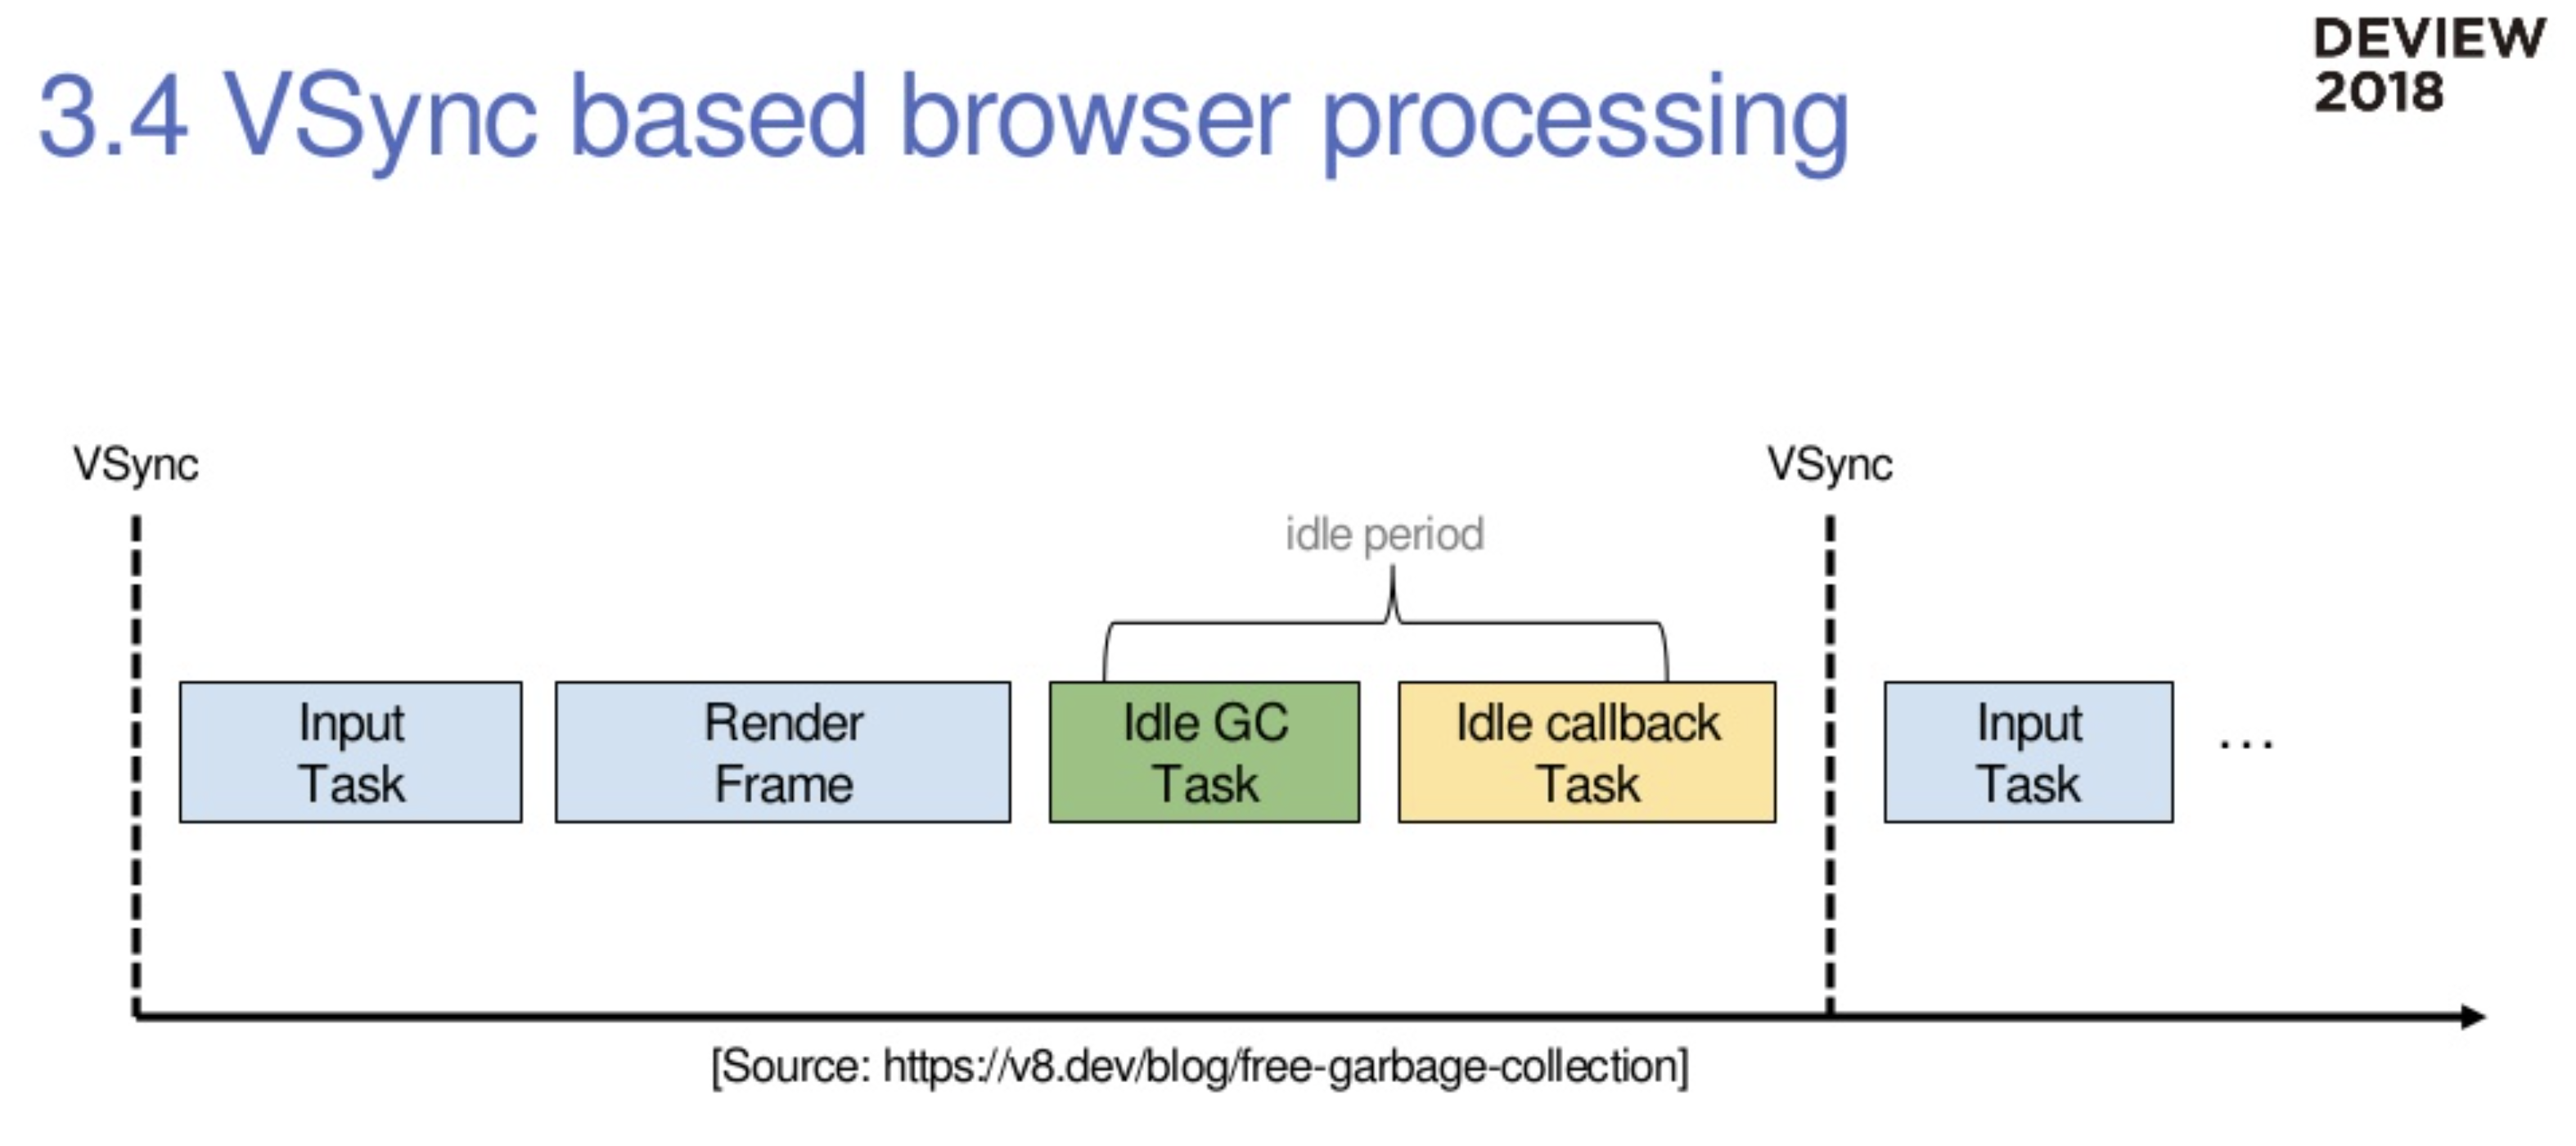 DEVIEW
2018
3.4 VSync based browser processing
VSync
VSync
idle period
Input
Task
Render
Frame
Idle GC
Task
Idle callback
Task
Input
Task
...
[Source: https://v8.dev/blog/free-garbage-collection]